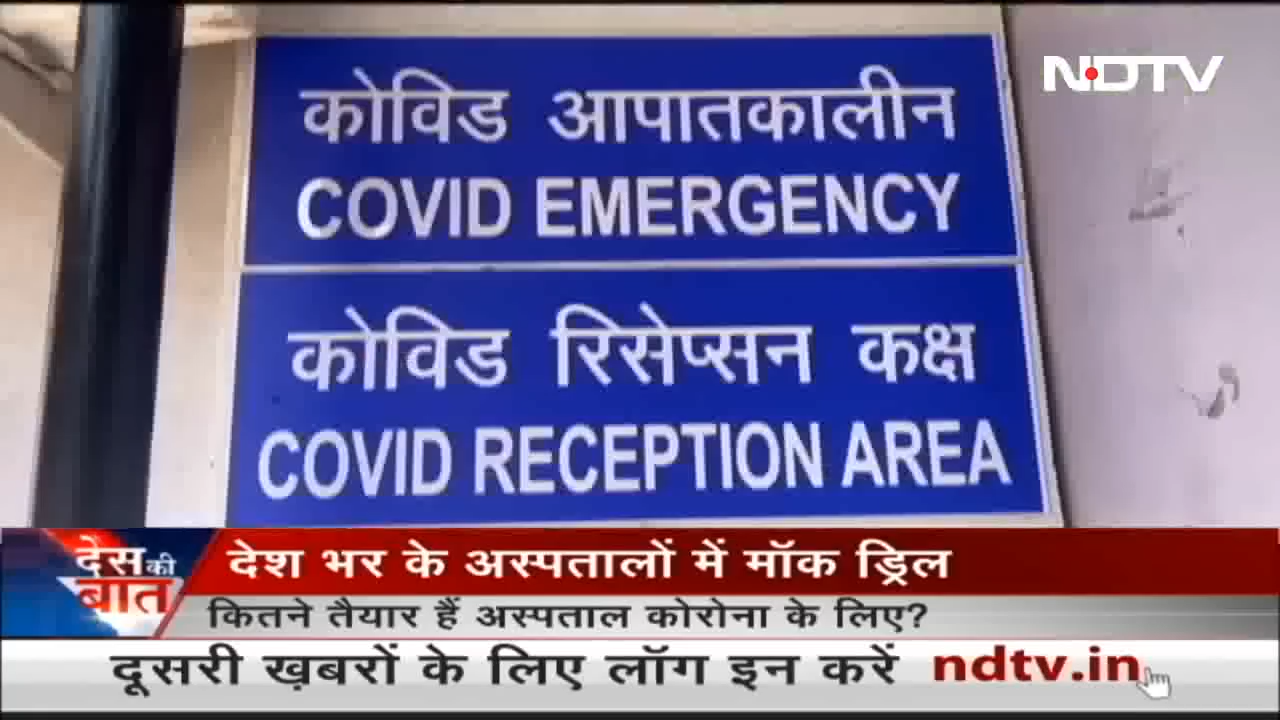 NDTV
कोविड आपातकालीन
COVID EMERGENCY
कोविड रिसेप्सन कक्ष
COVID RECEPTION AREA
देस की
बात
देश भर के अस्पतालों में मॉक ड्रिल
कितने तैयार हैं अस्पताल कोरोना के लिए?
दूसरी ख़बरों के लिए लॉग इन करें ndtv.in